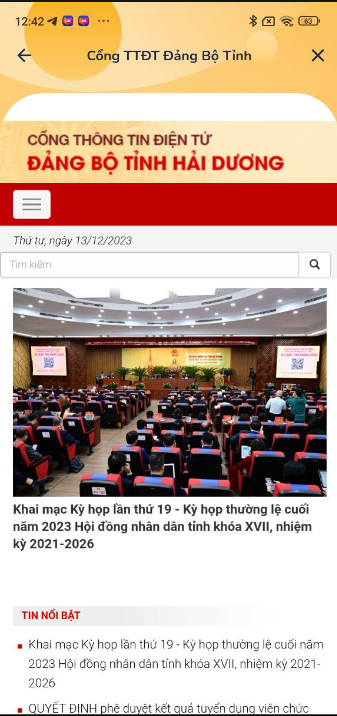 12:42
63
Cổng TTĐT Đảng Bộ Tỉnh
CỔNG THÔNG TIN ĐIỆN TỬ
ĐẢNG BỘ TỈNH HẢI DƯƠNG
Thứ tư, ngày 13/12/2023
Tìm kiếm
Khai mạc Kỳ họp lần thứ 19 - Kỳ họp thường lệ cuối
năm 2023 Hội đồng nhân dân tỉnh khóa XVII, nhiệm
kỳ 2021-2026
TIN NỔI BẬT
Khai mạc Kỳ họp lần thứ 19 - Kỳ họp thường lệ cuối năm
2023 Hội đồng nhân dân tỉnh khóa XVII, nhiệm kỳ 2021-
2026
QUYẾT ĐỊNH phê duyệt kết quả tuyển dụng viên chức